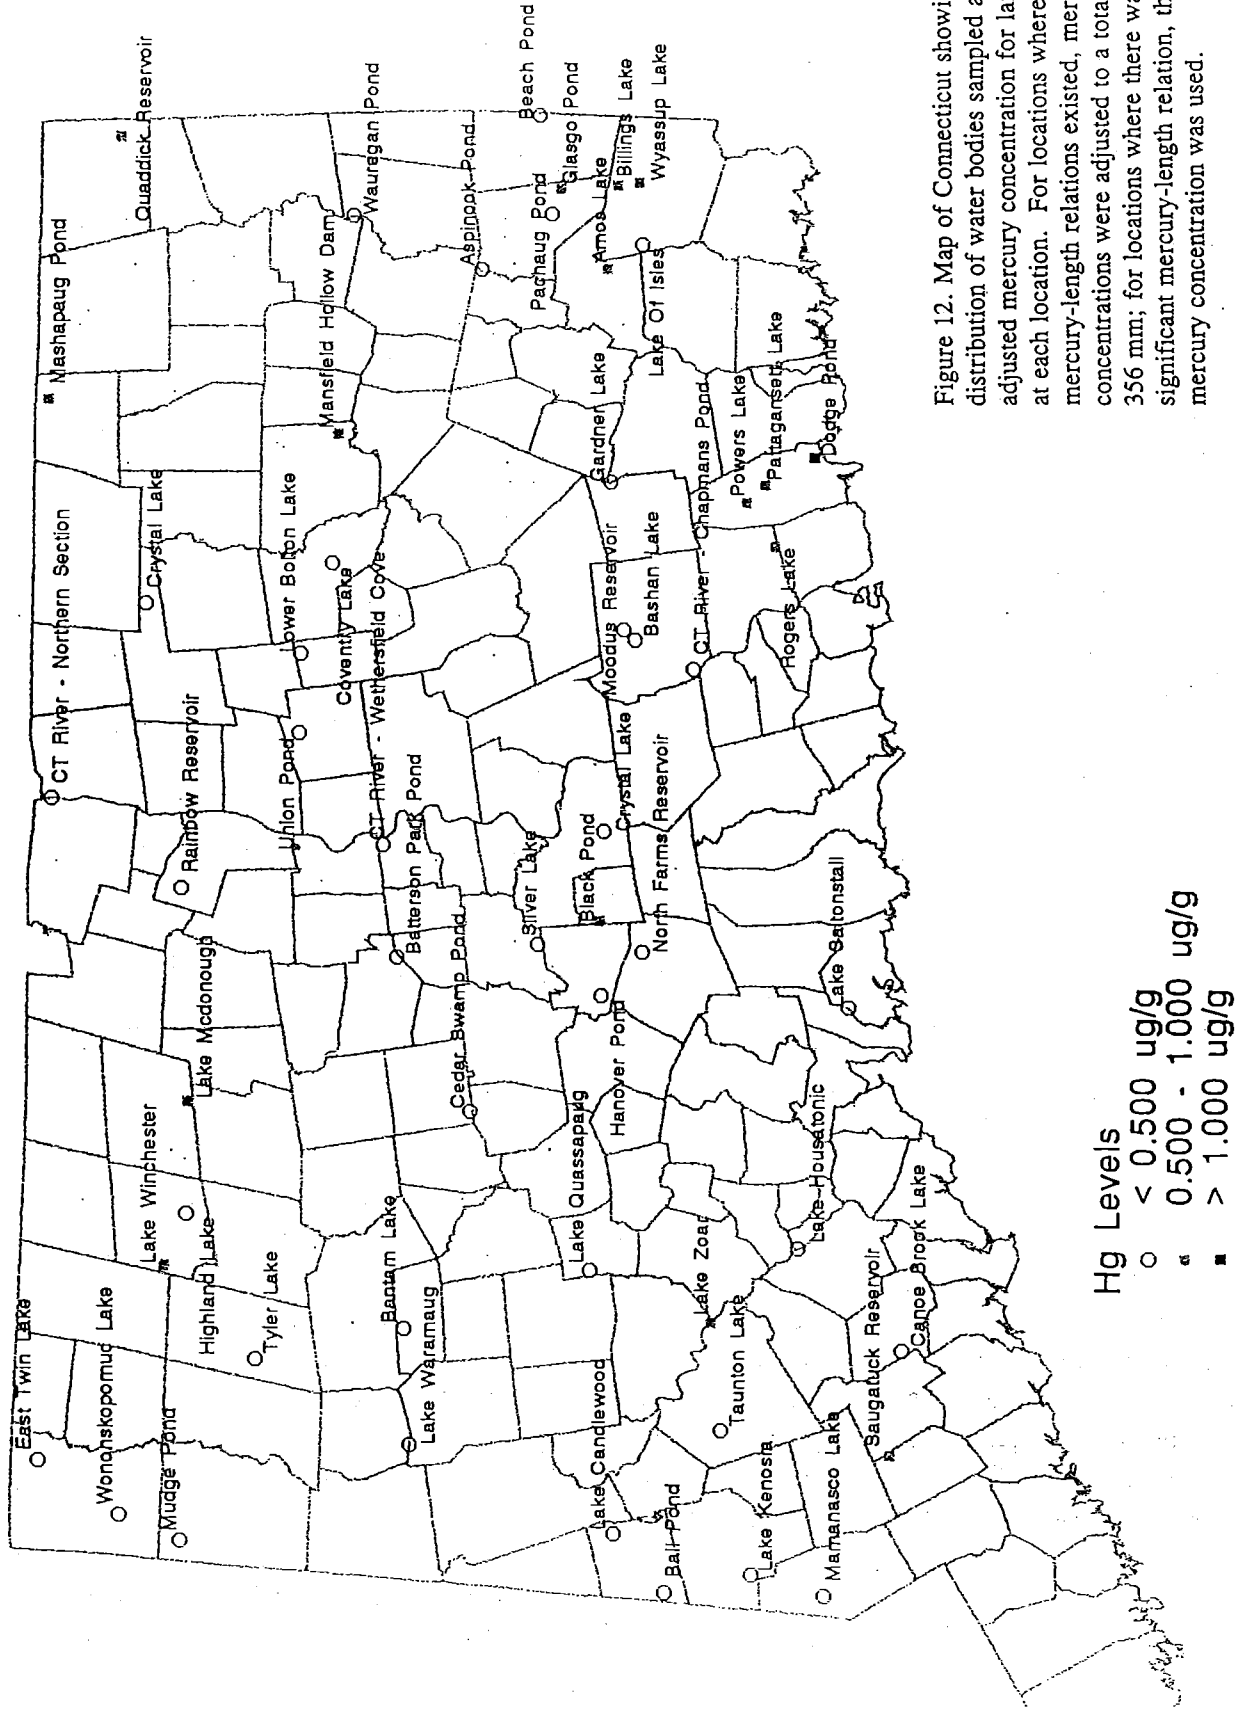 East Twin Lake
Wononskopomuc Lake
Mudge Pond
Lake Winchester
Highland Lake
Tyler Lake
Lake Mcdonough
CT River - Northern Section
Rainbow Reservoir
Crystal Lake
Mashapaug Pond
Quaddick Reservoir
Union Pond
Lower Bolton Lake
Coventry Lake
Mansfield Hollow Dam
Wauregan Pond
Bantam Lake
Lake Waramaug
CT River - Wethersfield Cove
Batterson Park Pond
Cedar Swamp Pond
Silver Lake
Aspinook Pond
Beach Pond
Pachaug Pond
Glasgo Pond
Billings Lake
Wyassup Lake
Amos Lake
Lake Of Isles
Gardner Lake
Black Pond
Crystal Lake
North Farms Reservoir
Moodus Reservoir
Bashan Lake
CT River - Chapmans Pond
Powers Lake
Pattagansett Lake
Dodge Pond
Rogers Lake
Hanover Pond
Lake Quassapaug
Lake Zoar
Lake Candlewood
Ball Pond
Taunton Lake
Lake Kenosia
Mamanasco Lake
Saugatuck Reservoir
Canoe Brook Lake
Lake Housatonic
Lake Saltonstall
Hg Levels
< 0.500 ug/g
0.500 - 1.000 ug/g
> 1.000 ug/g
Figure 12. Map of Connecticut showi
distribution of water bodies sampled a
adjusted mercury concentration for la
at each location. For locations where
mercury-length relations existed, mer
concentrations were adjusted to a tota
356 mm; for locations where there wa
significant mercury-length relation, th
mercury concentration was used.